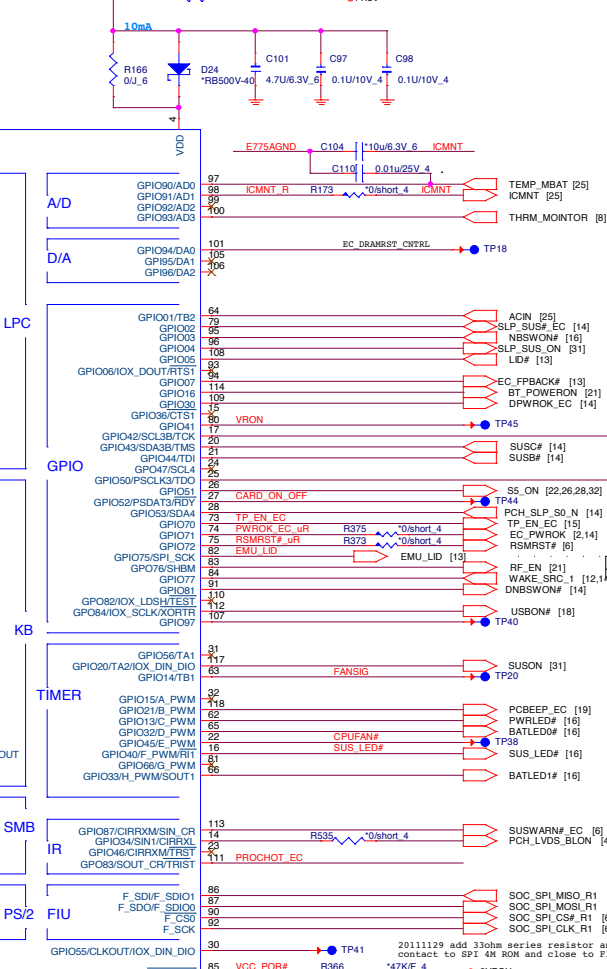 10mA
R166
0/J_6
D24
*RB500V-40
C101
4.7U/6.3V_6
C97
0.1U/10V_4
C98
0.1U/10V_4
4
VDD
E775AGND C104 *10u/6.3V_6 ICMNT
C110 0.01u/25V_4
A/D
GPIO90/AD0 97 TEMP_MBAT [25]
GPIO91/AD1 98 ICMNT_R R173 *0/short_4 ICMNT ICMNT [25]
GPIO92/AD2 99
GPIO93/AD3 100 THRM_MOINTOR [8]
D/A
GPIO94/DA0 101 EC_DRAMRST_CNTRL TP18
GPI95/DA1 105
GPI96/DA2 106
LPC
GPIO01/TB2 64 ACIN [25]
GPIO02 79 SLP_SUS#_EC [14]
GPIO03 95 NBSWON# [16]
GPIO04 96 SLP_SUS_ON [31]
GPIO05 108 LID# [13]
GPIO06/IOX_DOUT/RTS1 93
GPIO07 94 EC_FPBACK# [13]
GPIO16 114 BT_POWERON [21]
GPIO30 109 DPWROK_EC [14]
GPIO36/CTS1 15
GPIO41 80 VRON TP45
GPIO42/SCL3B/TCK 17
GPIO43/SDA3B/TMS 20 SUSC# [14]
GPIO44/TDI 21 SUSB# [14]
GPIO
GPO47/SCL4 24
GPIO50/PSCLK3/TDO 25
GPIO51 26 S5_ON [22,26,28,32]
GPIO52/PSDAT3/RDY 27 CARD_ON_OFF TP44
GPIO53/SDA4 28 PCH_SLP_S0_N [14]
GPIO70 73 TP_EN_EC TP_EN_EC [15]
GPIO71 74 PWROK_EC_uR R375 *0/short_4 EC_PWROK [2,14]
GPIO72 75 RSMRST#_uR R373 *0/short_4 RSMRST# [6]
GPIO75/SPI_SCK 82 EMU_LID EMU_LID [13]
GPO76/SHBM 83 RF_EN [21]
GPIO77 84 WAKE_SRC_1 [12,1
GPIO81 91 DNBSWON# [14]
GPO82/IOX_LDSH/TEST 110
GPO84/IOX_SCLK/XORTR 112 USBON# [18]
GPIO97 107 TP40
KB
GPIO56/TA1 31
GPIO20/TA2/IOX_DIN_DIO 117 SUSON [31]
GPIO14/TB1 63 FANSIG TP20
TIMER
GPIO15/A_PWM 32
GPIO21/B_PWM 118 PCBEEP_EC [19]
GPIO13/C_PWM 62 PWRLED# [16]
GPIO32/D_PWM 65 BATLED0# [16]
GPIO45/E_PWM 22 CPUFAN# TP38
GPIO40/F_PWM/RI1 16 SUS_LED# SUS_LED# [16]
OUT
GPIO66/G_PWM 81
GPIO33/H_PWM/SOUT1 66 BATLED1# [16]
SMB
IR
GPIO87/CIRRXM/SIN_CR 113 SUSWARN#_EC [6]
GPIO34/SIN1/CIRRXL 14 R535 *0/short_4 PCH_LVDS_BLON [4
GPIO46/CIRRXM/TRST 23
GPO83/SOUT_CR/TRIST 111 PROCHOT_EC
PS/2 FIU
F_SDI/F_SDIO1 86 SOC_SPI_MISO_R1
F_SDO/F_SDIO0 87 SOC_SPI_MOSI_R1
F_CS0 90 SOC_SPI_CS#_R1 [6
F_SCK 92 SOC_SPI_CLK_R1 [6
GPIO55/CLKOUT/IOX_DIN_DIO 30 TP41
20111129 add 33ohm series resistor a
contact to SPI 4M ROM and close to F
85 VCC_POR# R366 *47K/F_4